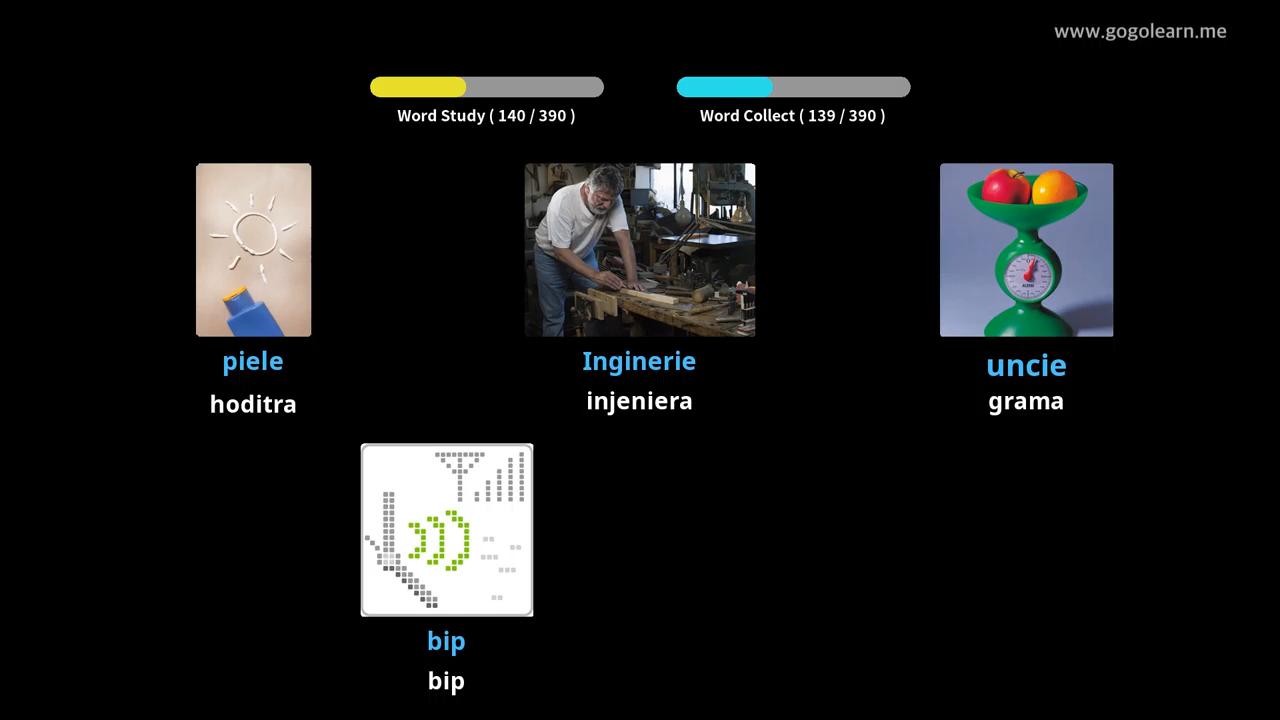 www.gogolearn.me
Word Study ( 140 / 390 )
Word Collect ( 139 / 390 )
piele
hoditra
Inginerie
injeniera
uncie
grama
bip
bip